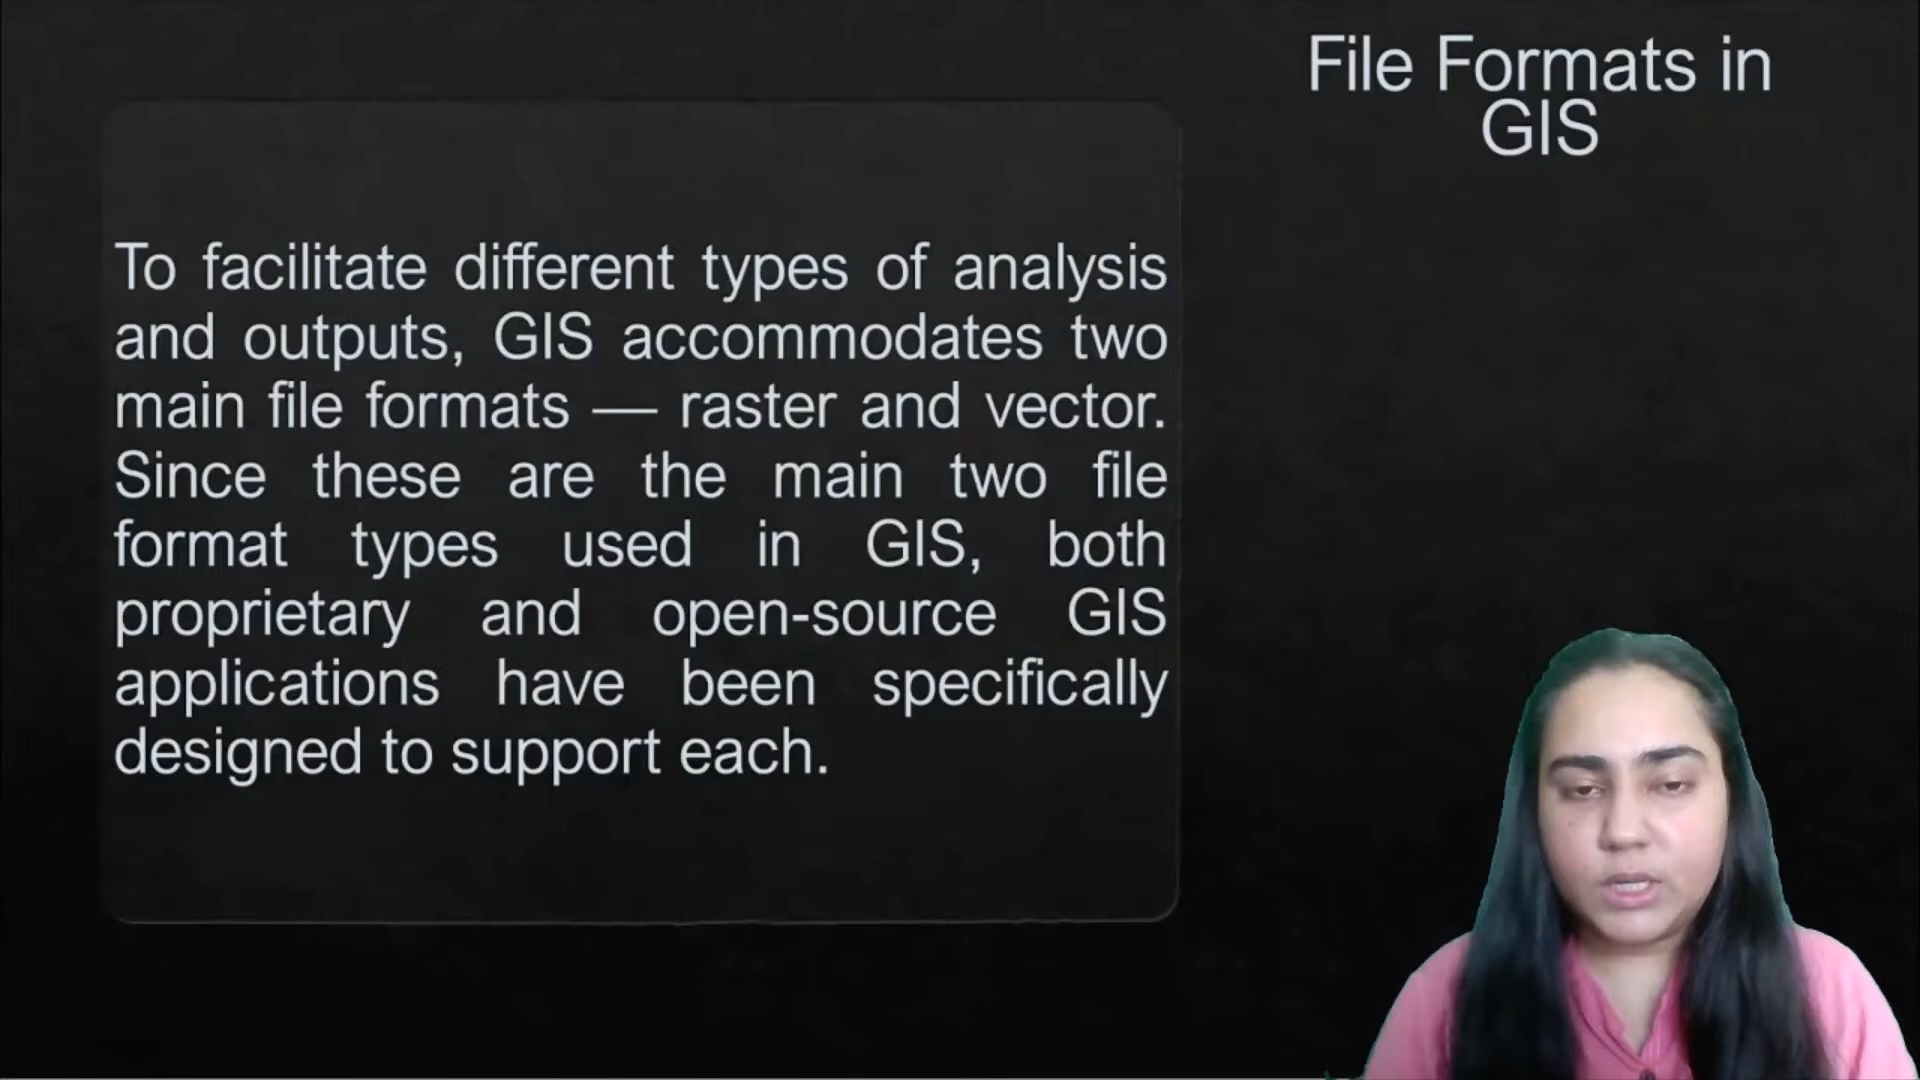 File Formats in
GIS
To facilitate different types of analysis
and outputs, GIS accommodates two
main file formats — raster and vector.
Since these are the main two file
format types used in GIS, both
proprietary and open-source GIS
applications have been specifically
designed to support each.